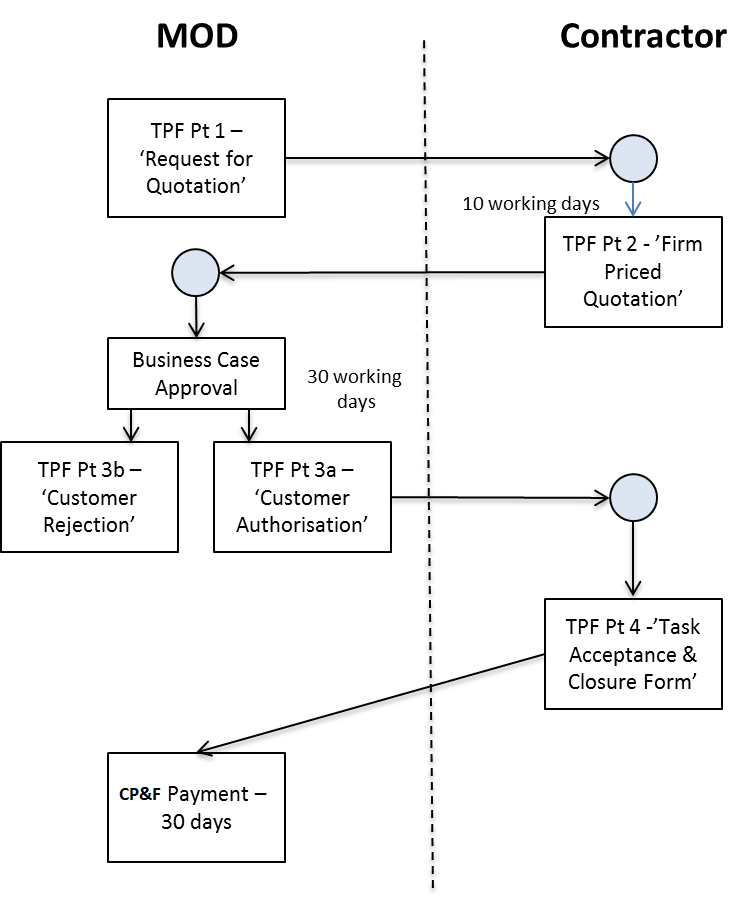 MOD
Contractor
TPF Pt 1 –
‘Request for
Quotation’
10 working days
TPF Pt 2 - ’Firm
Priced
Quotation’
Business Case
Approval
30 working
days
TPF Pt 3b –
‘Customer
Rejection’
TPF Pt 3a –
‘Customer
Authorisation’
TPF Pt 4 -’Task
Acceptance &
Closure Form’
CP&F Payment –
30 days